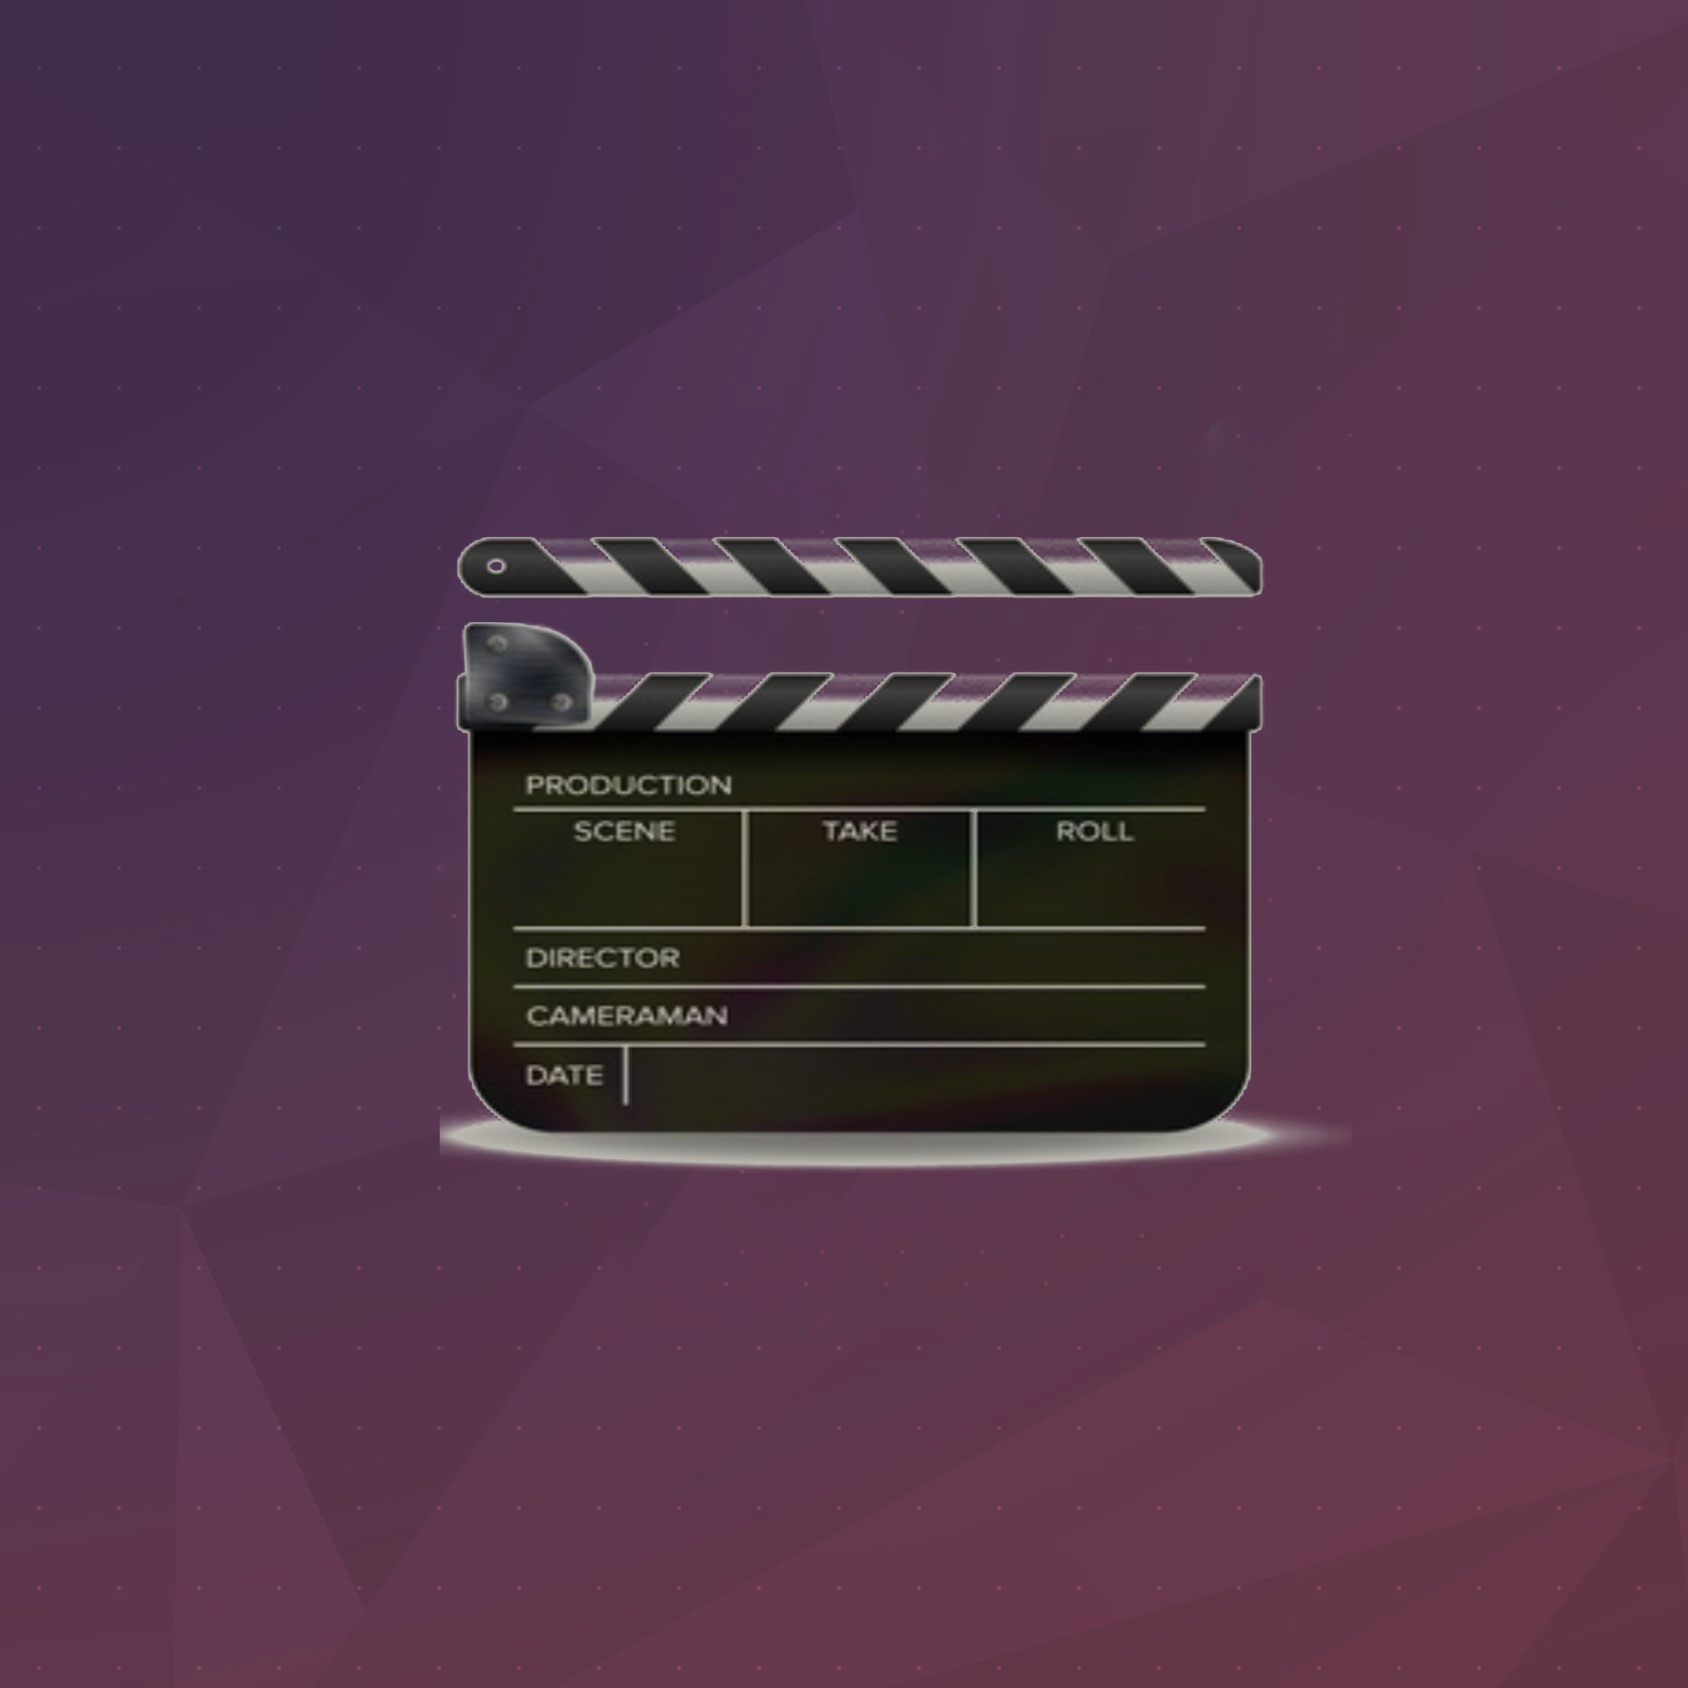 PRODUCTION
SCENE TAKE ROLL
DIRECTOR
CAMERAMAN
DATE